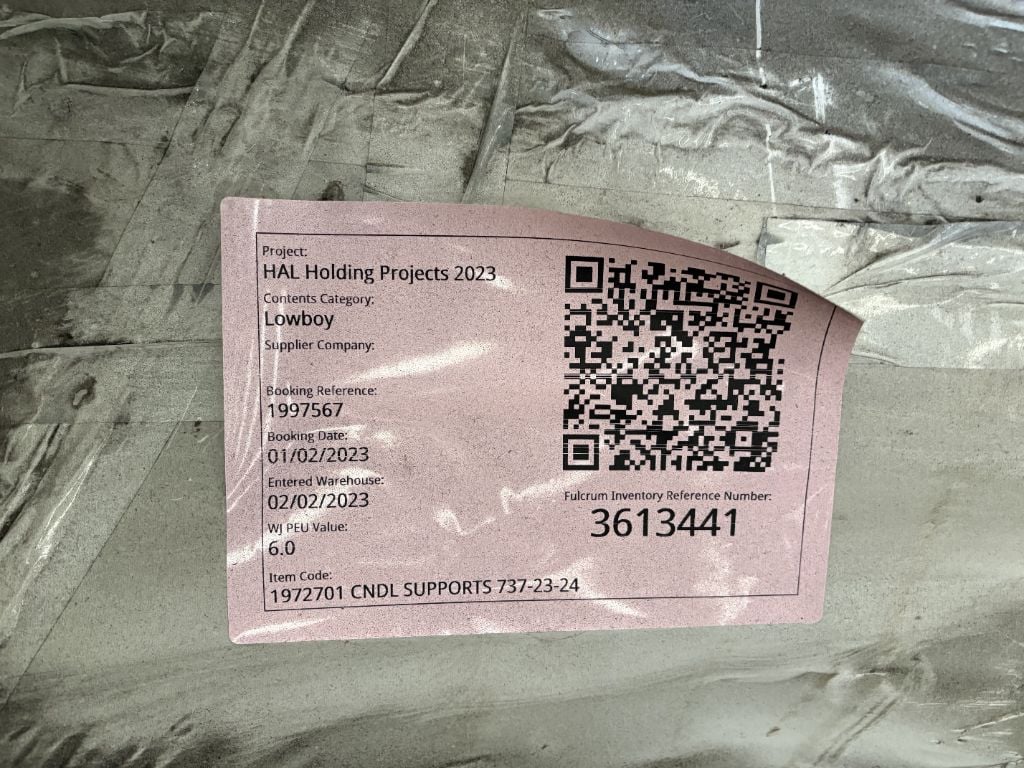 Project:
HAL Holding Projects 2023
Contents Category:
Lowboy
Supplier Company:
Booking Reference:
1997567
Booking Date:
01/02/2023
Entered Warehouse:
02/02/2023
WJ PEU Value:
6.0
Item Code:
1972701 CNDL SUPPORTS 737-23-24
Fulcrum Inventory Reference Number:
3613441